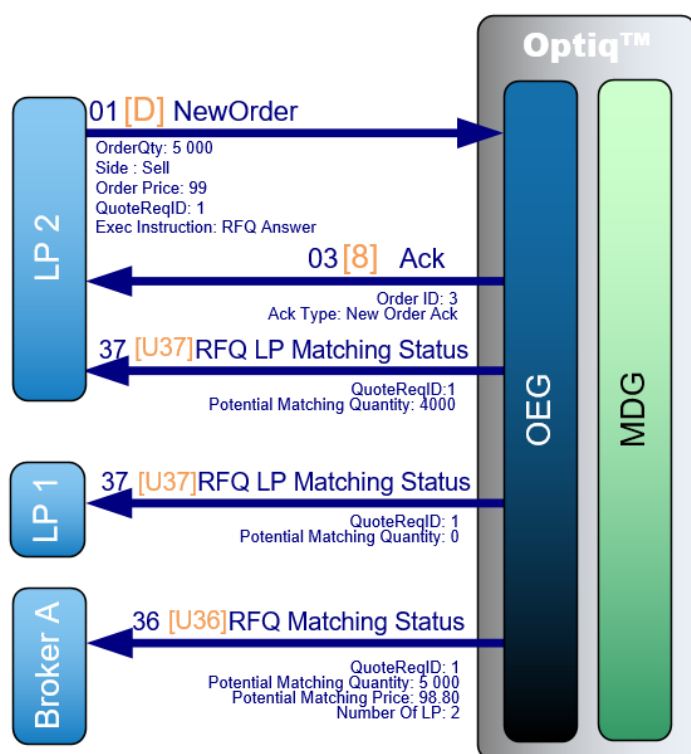 Optiq™
01 [D] NewOrder
OrderQty: 5 000
Side : Sell
Order Price: 99
QuoteReqID: 1
Exec Instruction: RFQ Answer
LP 2
03 [8] Ack
Order ID: 3
Ack Type: New Order Ack
37 [U37]RFQ LP Matching Status
QuoteReqID:1
Potential Matching Quantity: 4000
OEG
MDG
LP 1
37 [U37]RFQ LP Matching Status
QuoteReqID: 1
Potential Matching Quantity: 0
Broker A
36 [U36]RFQ Matching Status
QuoteReqID: 1
Potential Matching Quantity: 5 000
Potential Matching Price: 98.80
Number Of LP: 2